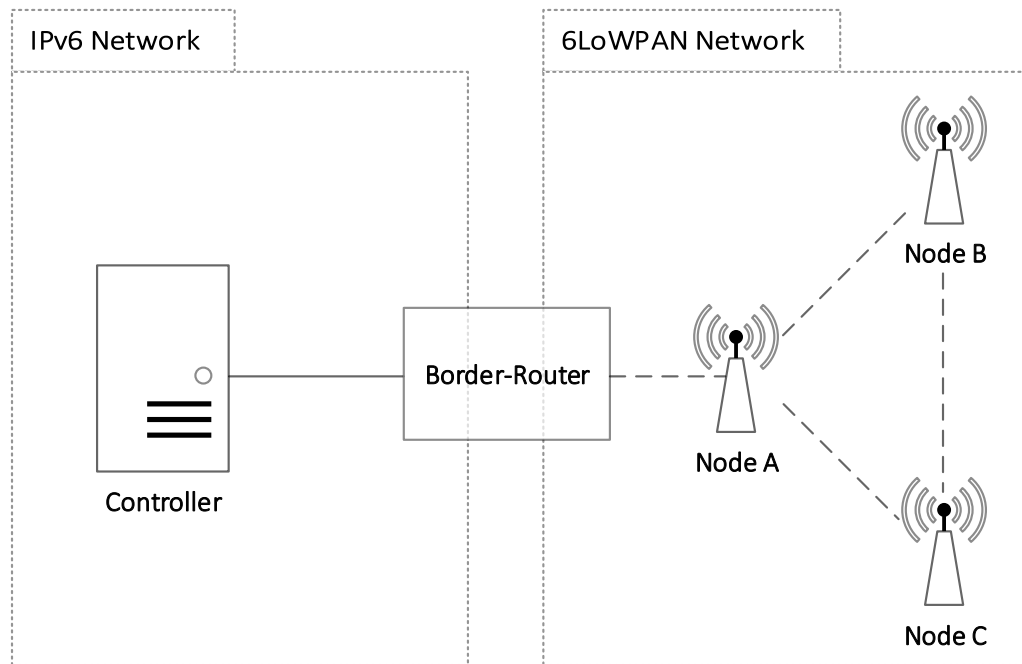 IPv6 Network
6LoWPAN Network
Node B
Border-Router
Node A
Controller
Node C